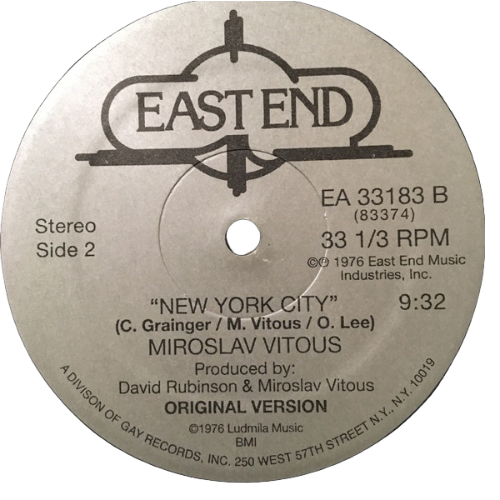 EAST END
EA 33183 B
(83374)
Stereo
Side 2
33 1/3 RPM
©℗ 1976 East End Music
Industries, Inc.
"NEW YORK CITY" 9:32
(C. Grainger / M. Vitous / O. Lee)
MIROSLAV VITOUS
Produced by:
David Rubinson & Miroslav Vitous
ORIGINAL VERSION
©1976 Ludmila Music
BMI
A DIVISION OF GAY RECORDS, INC. 250 WEST 57TH STREET N.Y., N.Y. 10019